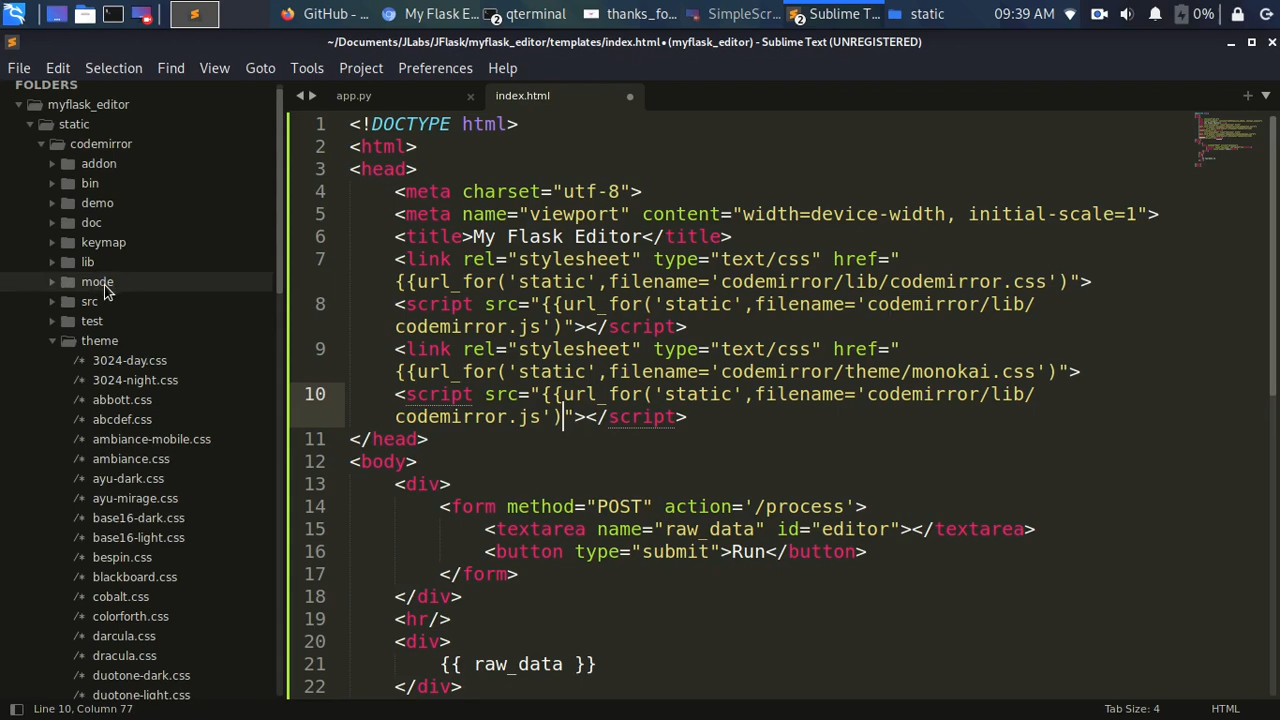 GitHub - ...
My Flask E...
2
qterminal
thanks_fo...
SimpleScr...
2
Sublime T...
static
09:39 AM
0%
~/Documents/JLabs/JFlask/myflask_editor/templates/index.html • (myflask_editor) - Sublime Text (UNREGISTERED)
File Edit Selection Find View Goto Tools Project Preferences Help
FOLDERS
myflask_editor
static
codemirror
addon
bin
demo
doc
keymap
lib
mode
src
test
theme
3024-day.css
3024-night.css
abbott.css
abcdef.css
ambiance-mobile.css
ambiance.css
ayu-dark.css
ayu-mirage.css
base16-dark.css
base16-light.css
bespin.css
blackboard.css
cobalt.css
colorforth.css
darcula.css
dracula.css
duotone-dark.css
duotone-light.css
app.py ×
index.html
1 <!DOCTYPE html>
2 <html>
3 <head>
4 <meta charset="utf-8">
5 <meta name="viewport" content="width=device-width, initial-scale=1">
6 <title>My Flask Editor</title>
7 <link rel="stylesheet" type="text/css" href="
{{url_for('static',filename='codemirror/lib/codemirror.css')">
8 <script src="{{url_for('static',filename='codemirror/lib/
codemirror.js')"></script>
9 <link rel="stylesheet" type="text/css" href="
{{url_for('static',filename='codemirror/theme/monokai.css')">
10 <script src="{{url_for('static',filename='codemirror/lib/
codemirror.js')"></script>
11 </head>
12 <body>
13 <div>
14 <form method="POST" action='/process'>
15 <textarea name="raw_data" id="editor"></textarea>
16 <button type="submit">Run</button>
17 </form>
18 </div>
19 <hr/>
20 <div>
21 {{ raw_data }}
22 </div>
Line 10, Column 77
Tab Size: 4
HTML